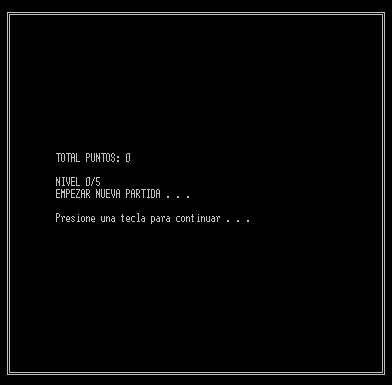 TOTAL PUNTOS: 0
NIVEL 0/5
EMPEZAR NUEVA PARTIDA . . .
Presione una tecla para continuar . . .